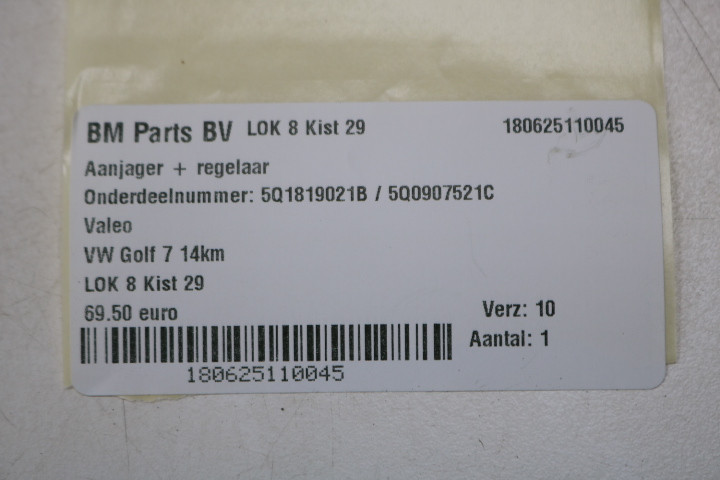 BM Parts BV LOK 8 Kist 29 180625110045
Aanjager + regelaar
Onderdeelnummer: 5Q1819021B / 5Q0907521C
Valeo
VW Golf 7 14km
LOK 8 Kist 29
69.50 euro Verz: 10
Aantal: 1
180625110045